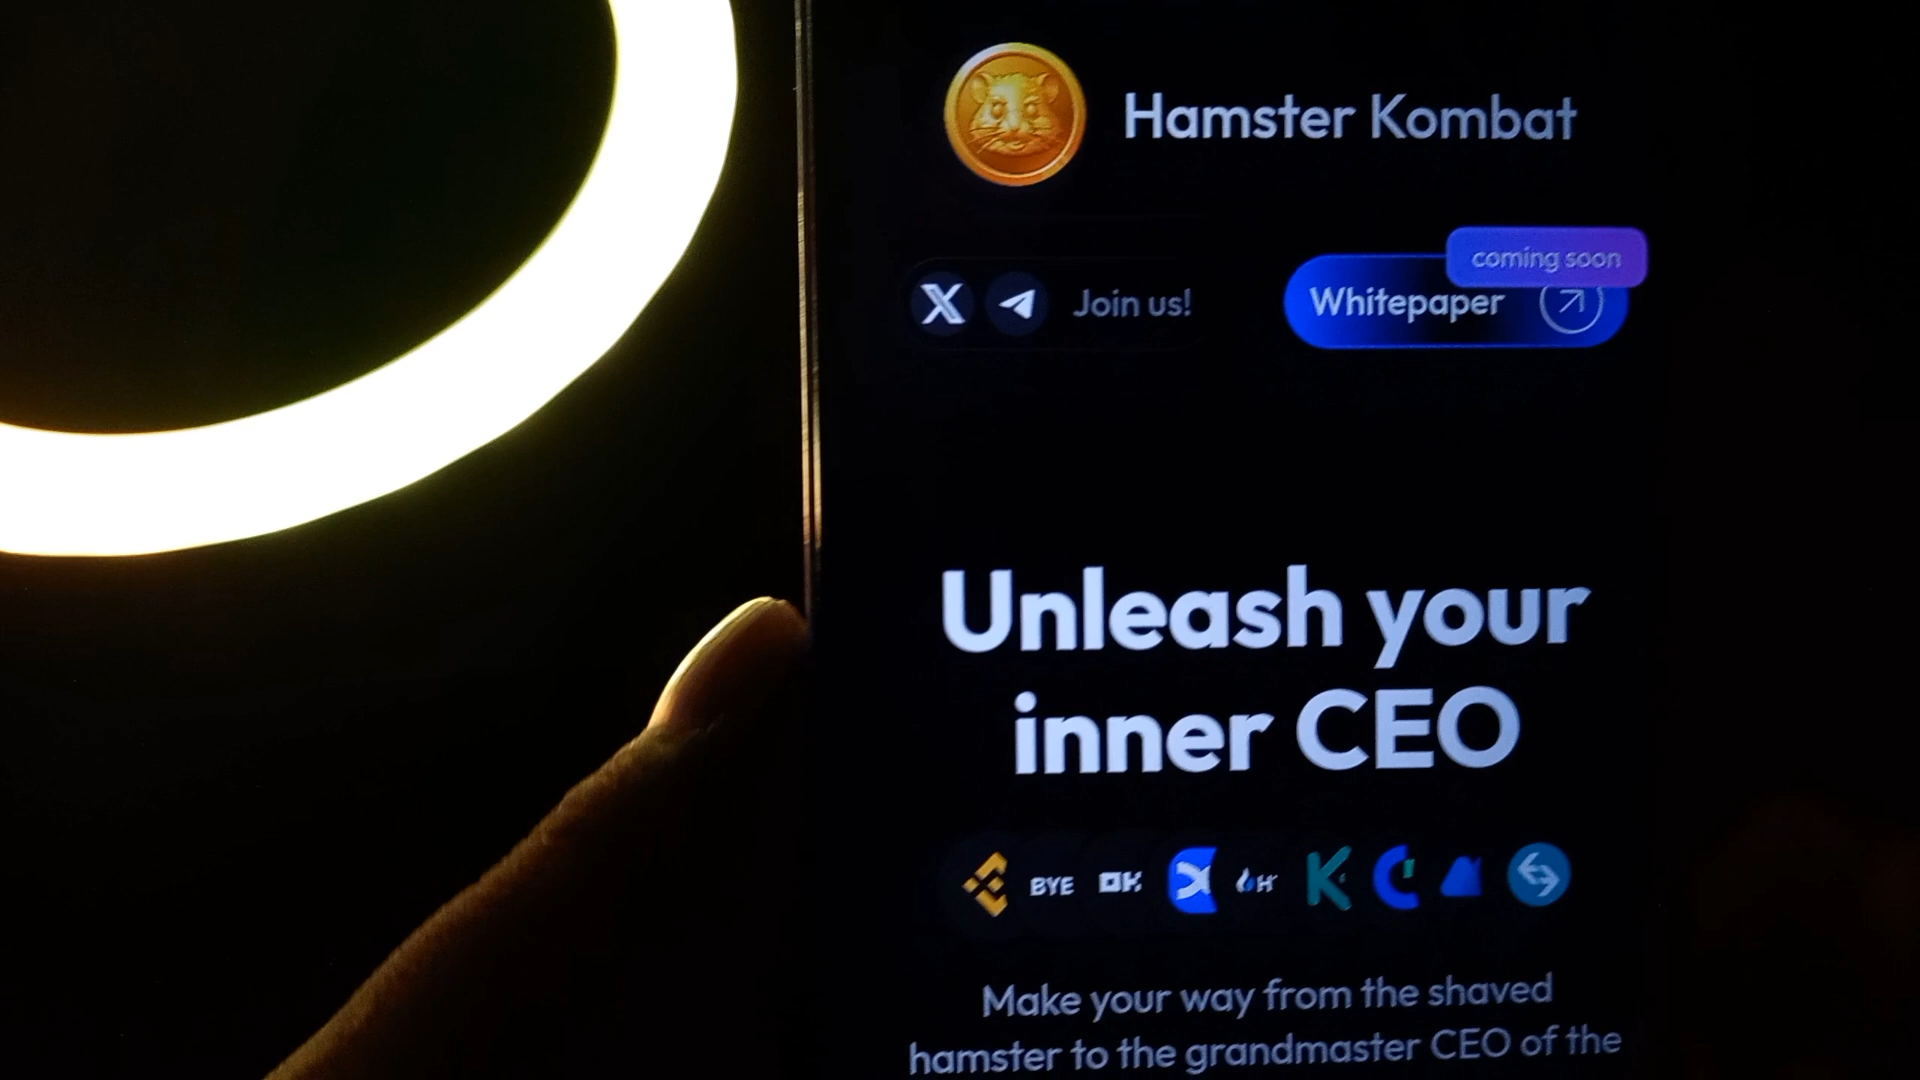 Hamster Kombat
coming soon
Join us!
Whitepaper
Unleash your
inner CEO
BYE
Make your way from the shaved
hamster to the grandmaster CEO of the